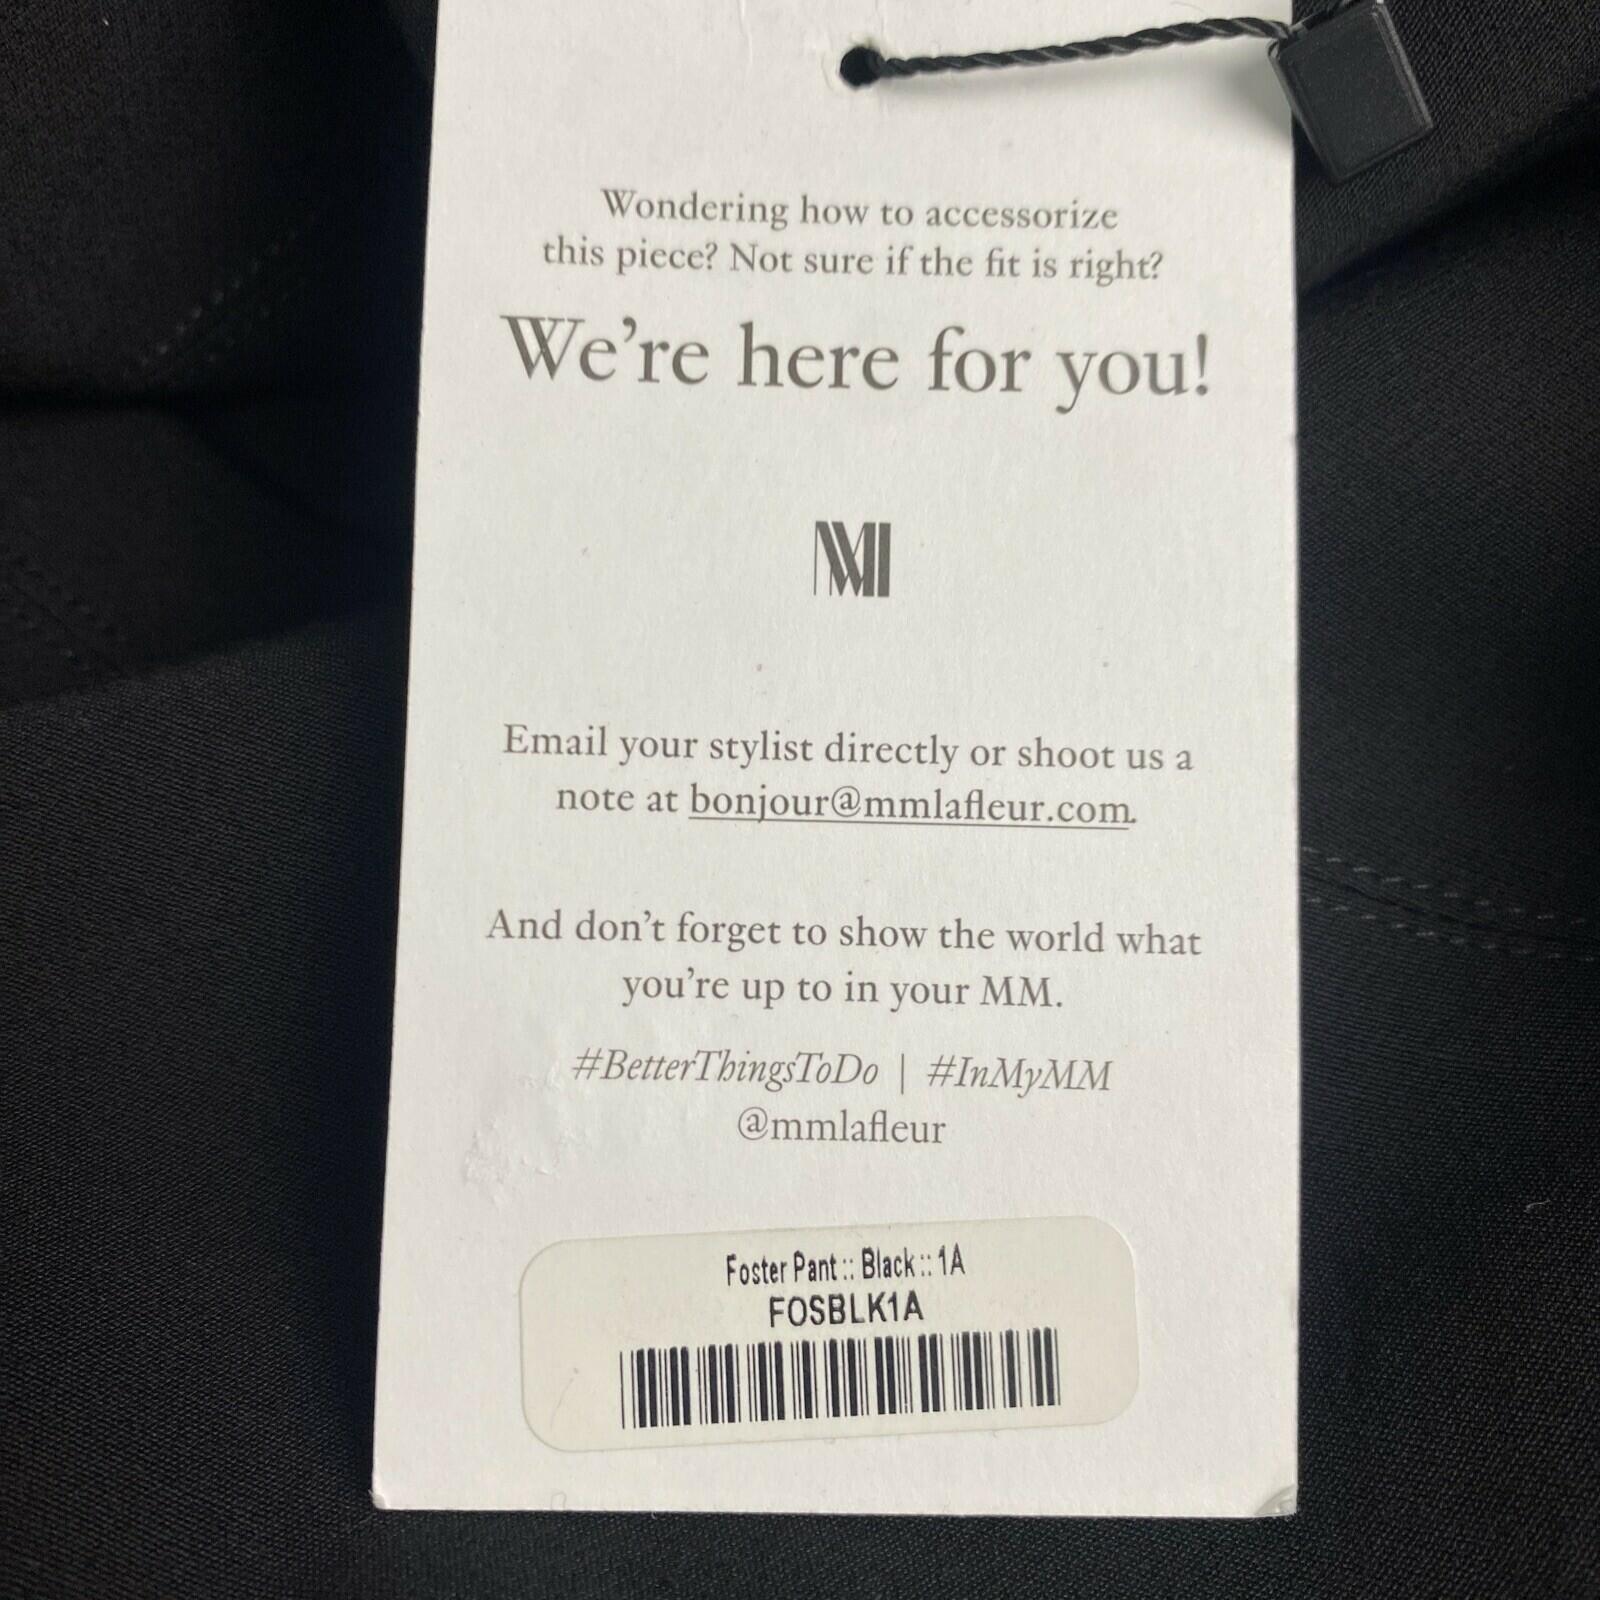 Wondering how to accessorize
this piece? Not sure if the fit is right?
We're here for you!
MM
Email your stylist directly or shoot us a
note at bonjour@mmlafleur.com.
And don't forget to show the world what
you're up to in your MM.
#BetterThingsToDo | #InMyMM
@mmlafleur
Foster Pant :: Black :: 1A
FOSBLK1A